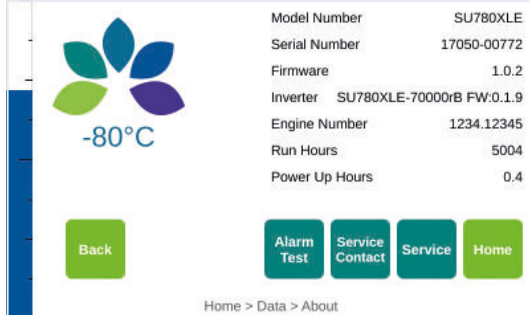 Model Number SU780XLE
Serial Number 17050-00772
Firmware 1.0.2
Inverter SU780XLE-70000rB FW:0.1.9
Engine Number 1234.12345
Run Hours 5004
Power Up Hours 0.4
-80°C
Back
Alarm
Test
Service
Contact
Service
Home
Home > Data > About